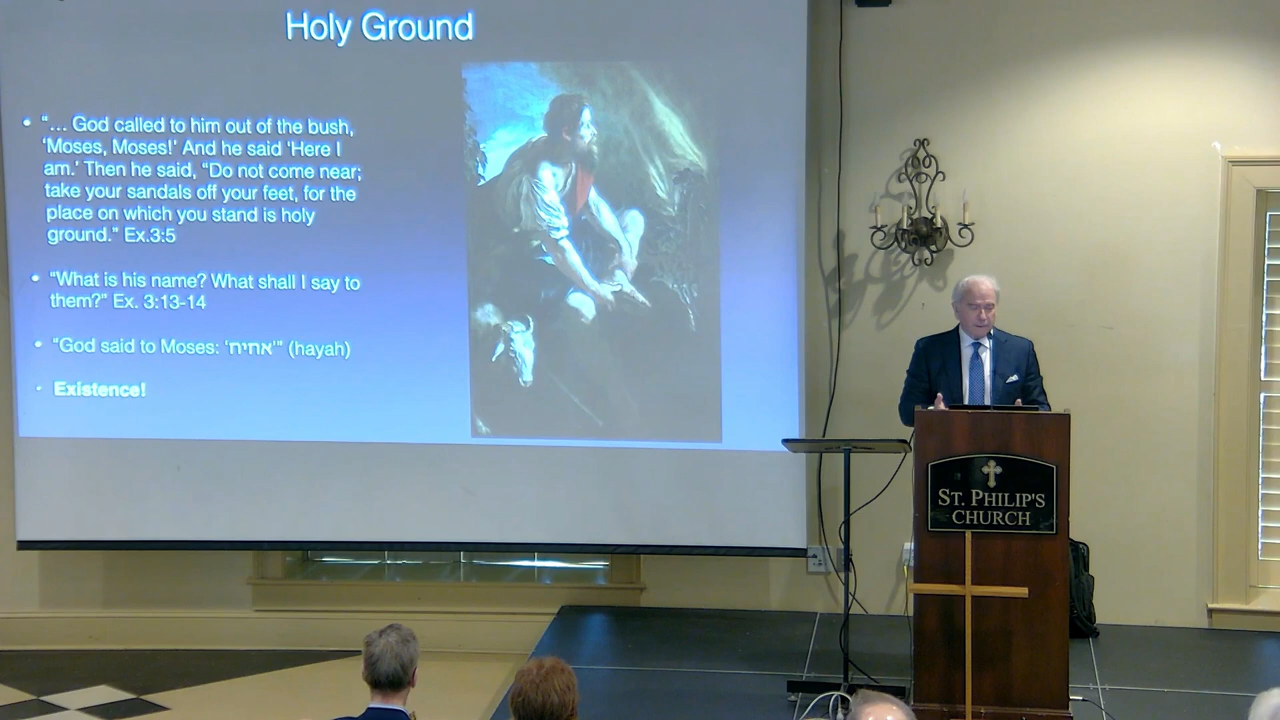 Holy Ground
• “... God called to him out of the bush,
‘Moses, Moses!’ And he said ‘Here I
am.’ Then he said, “Do not come near;
take your sandals off your feet, for the
place on which you stand is holy
ground.” Ex.3:5
• “What is his name? What shall I say to
them?” Ex. 3:13-14
• “God said to Moses: ‘אחיח’” (hayah)
• Existence!
ST. PHILIP'S
CHURCH